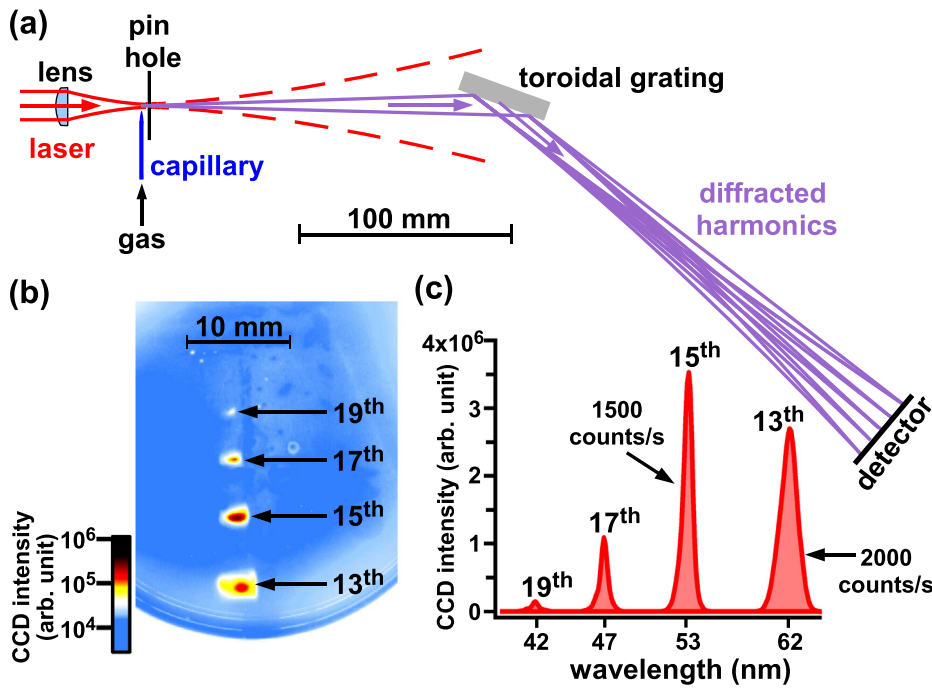 (a)
pin
hole
lens
toroidal grating
laser
capillary
gas
100 mm
diffracted
harmonics
detector
(b)
10 mm
19th
17th
15th
13th
CCD intensity
(arb. unit)
10⁶
10⁵
10⁴
(c)
CCD intensity (arb. unit)
4x10⁶
3
2
1
0
15th
1500
counts/s
13th
17th
2000
counts/s
19th
42 47 53 62
wavelength (nm)